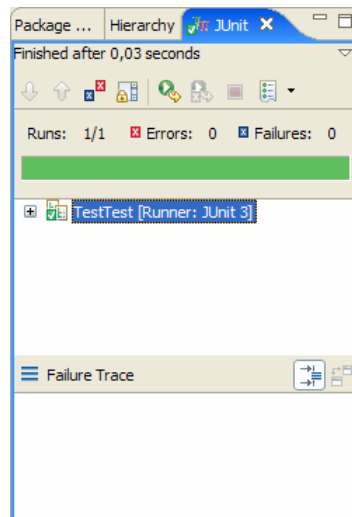 Package ... Hierarchy JUnit
Finished after 0,03 seconds
Runs: 1/1 Errors: 0 Failures: 0
TestTest [Runner: JUnit 3]
Failure Trace